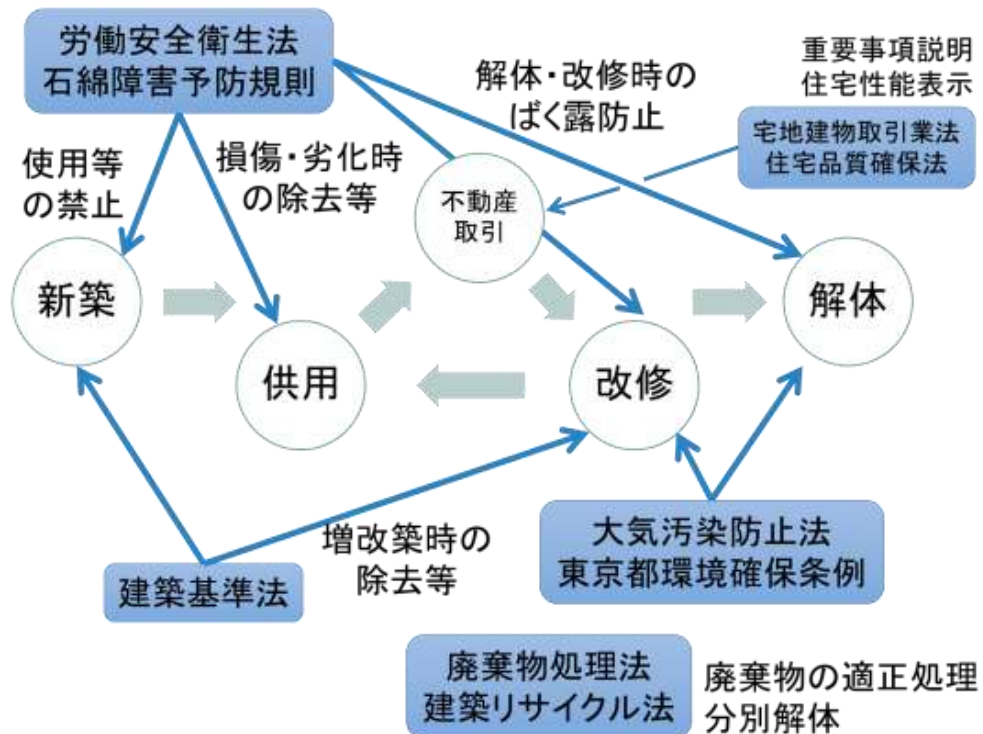 労働安全衛生法
石綿障害予防規則
重要事項説明
住宅性能表示
解体・改修時の
ばく露防止
宅地建物取引業法
住宅品質確保法
使用等
の禁止
損傷・劣化時
の除去等
不動産
取引
新築
解体
供用
改修
増改築時の
除去等
大気汚染防止法
東京都環境確保条例
建築基準法
廃棄物処理法
建築リサイクル法
廃棄物の適正処理
分別解体